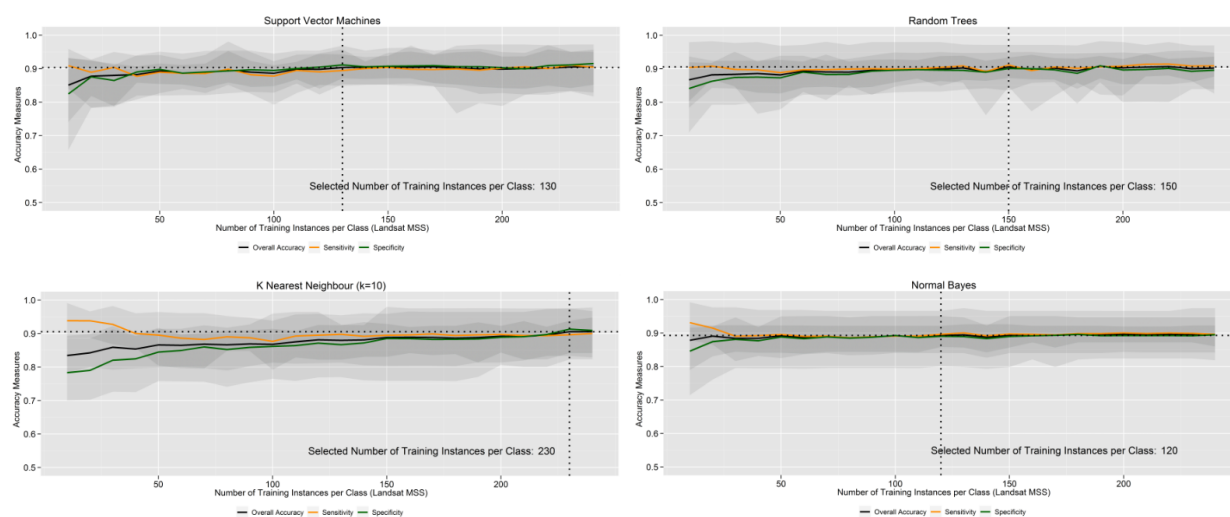 Support Vector Machines
1.0
0.9
0.8
0.7
0.6
0.5
Accuracy Measures
Selected Number of Training Instances per Class: 130
50 100 150 200
Number of Training Instances per Class (Landsat MSS)
Overall Accuracy Sensitivity Specificity
Random Trees
1.0
0.9
0.8
0.7
0.6
0.5
Accuracy Measures
Selected Number of Training Instances per Class: 150
50 100 150 200
Number of Training Instances per Class (Landsat MSS)
Overall Accuracy Sensitivity Specificity
K Nearest Neighbour (k=10)
1.0
0.9
0.8
0.7
0.6
0.5
Accuracy Measures
Selected Number of Training Instances per Class: 230
50 100 150 200
Number of Training Instances per Class (Landsat MSS)
Overall Accuracy Sensitivity Specificity
Normal Bayes
1.0
0.9
0.8
0.7
0.6
0.5
Accuracy Measures
Selected Number of Training Instances per Class: 120
50 100 150 200
Number of Training Instances per Class (Landsat MSS)
Overall Accuracy Sensitivity Specificity